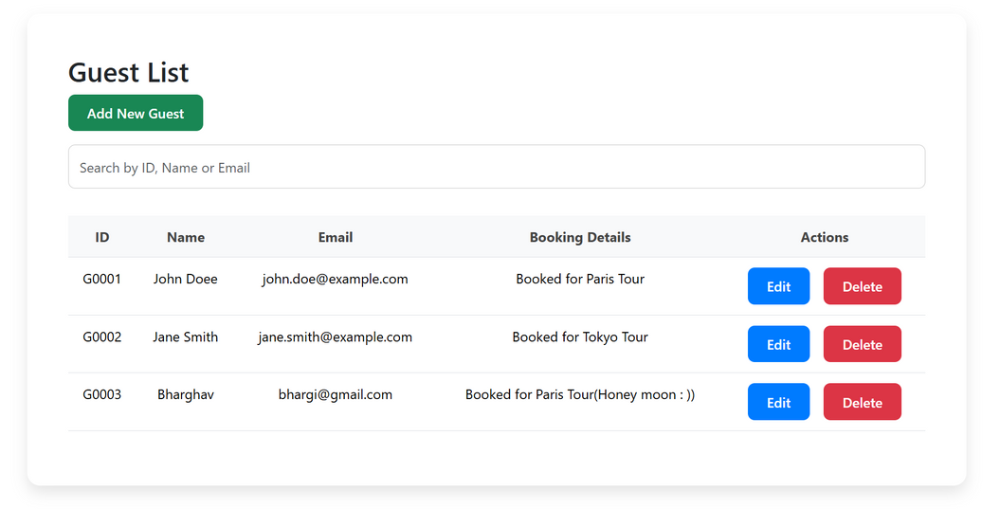 Guest List
Add New Guest
Search by ID, Name or Email
ID Name Email Booking Details Actions
G0001 John Doee john.doe@example.com Booked for Paris Tour Edit Delete
G0002 Jane Smith jane.smith@example.com Booked for Tokyo Tour Edit Delete
G0003 Bharghav bhargi@gmail.com Booked for Paris Tour(Honey moon : )) Edit Delete